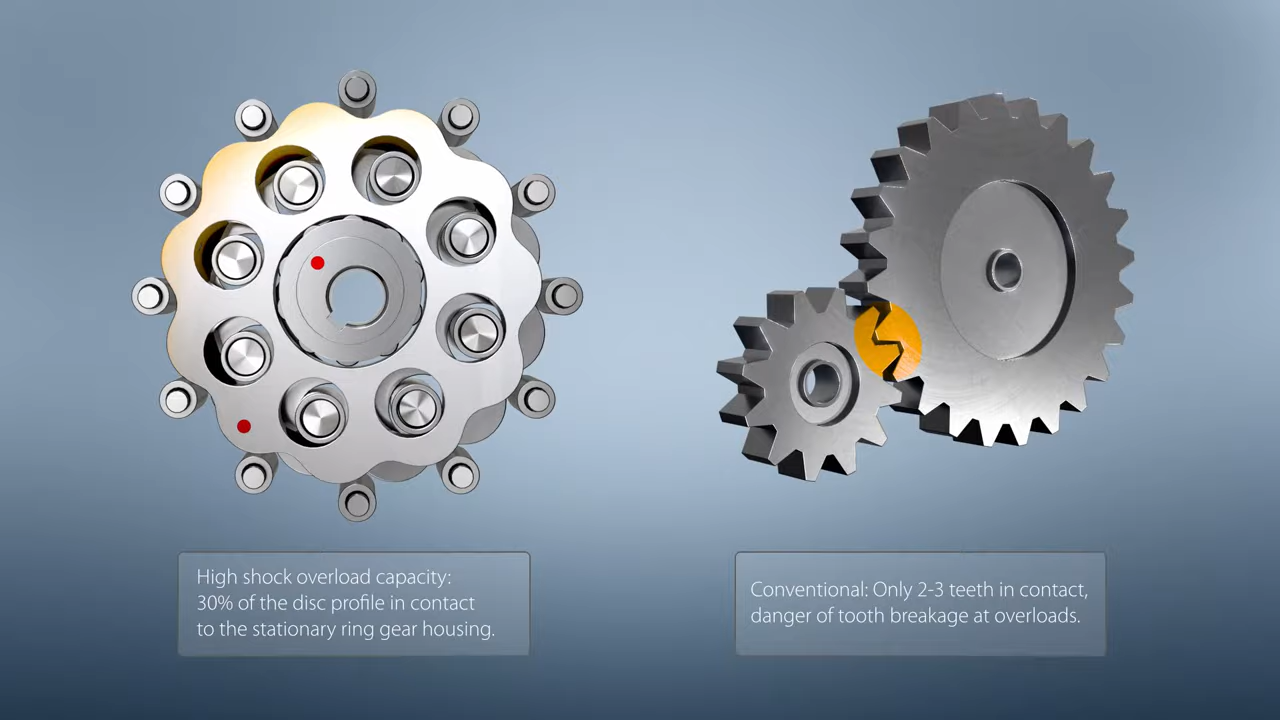 High shock overload capacity:
30% of the disc profile in contact
to the stationary ring gear housing.
Conventional: Only 2-3 teeth in contact,
danger of tooth breakage at overloads.